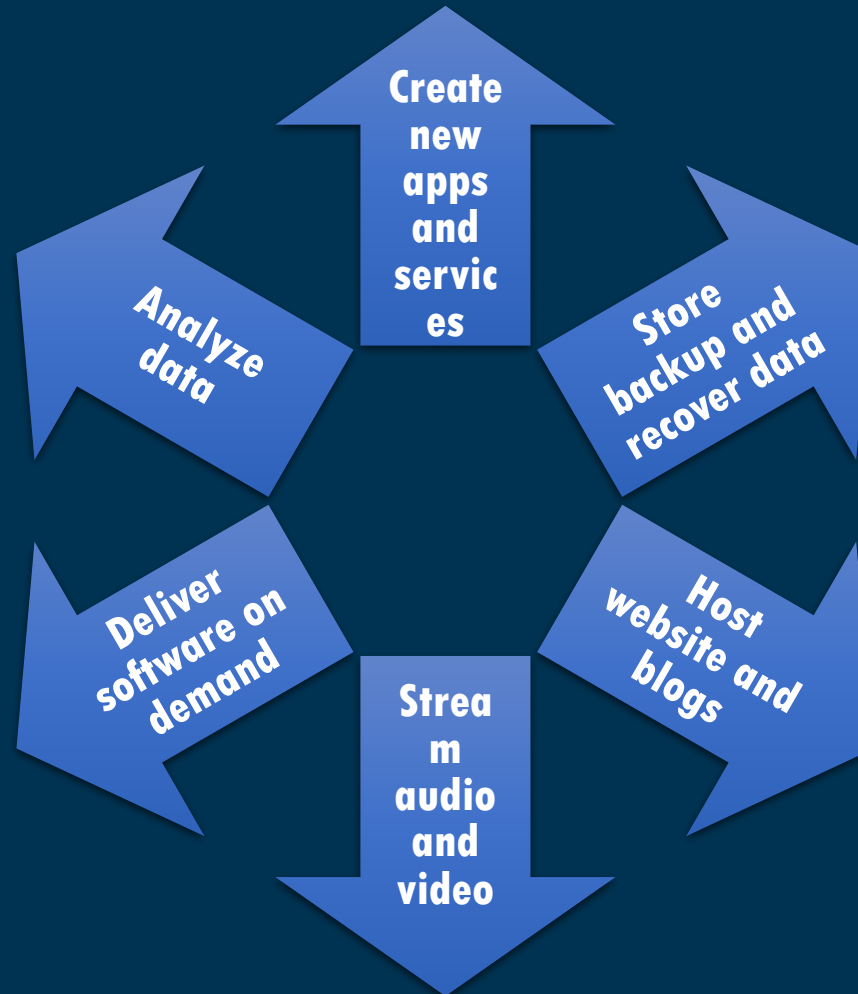 Create
new
apps
and
servic
es
Store
backup and
recover data
Host
website and
blogs
Strea
m
audio
and
video
Deliver
software on
demand
Analyze
data